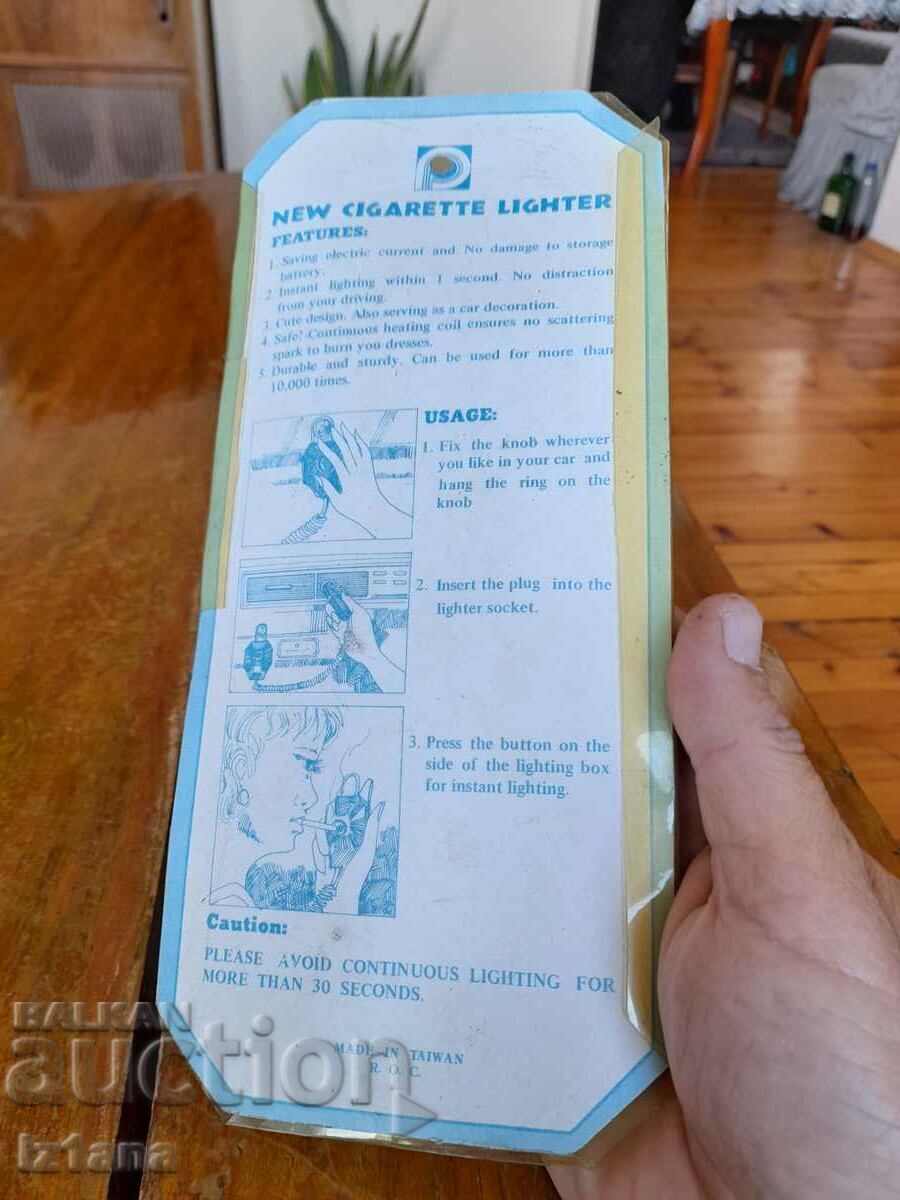 P
NEW CIGARETTE LIGHTER
FEATURES:
1. Saving electric current and No damage to storage
battery.
2. Instant lighting within 1 second. No distraction
from your driving.
3. Cute design. Also serving as a car decoration.
4. Safe! Continuous heating coil ensures no scattering
spark to burn you dresses.
5. Durable and sturdy. Can be used for more than
10,000 times.
USAGE:
1. Fix the knob wherever
you like in your car and
hang the ring on the
knob
2. Insert the plug into the
lighter socket.
3. Press the button on the
side of the lighting box
for instant lighting.
Caution:
PLEASE AVOID CONTINUOUS LIGHTING FOR
MORE THAN 30 SECONDS.
MADE IN TAIWAN
R. O. C.
BALKAN
auction
iz1ana